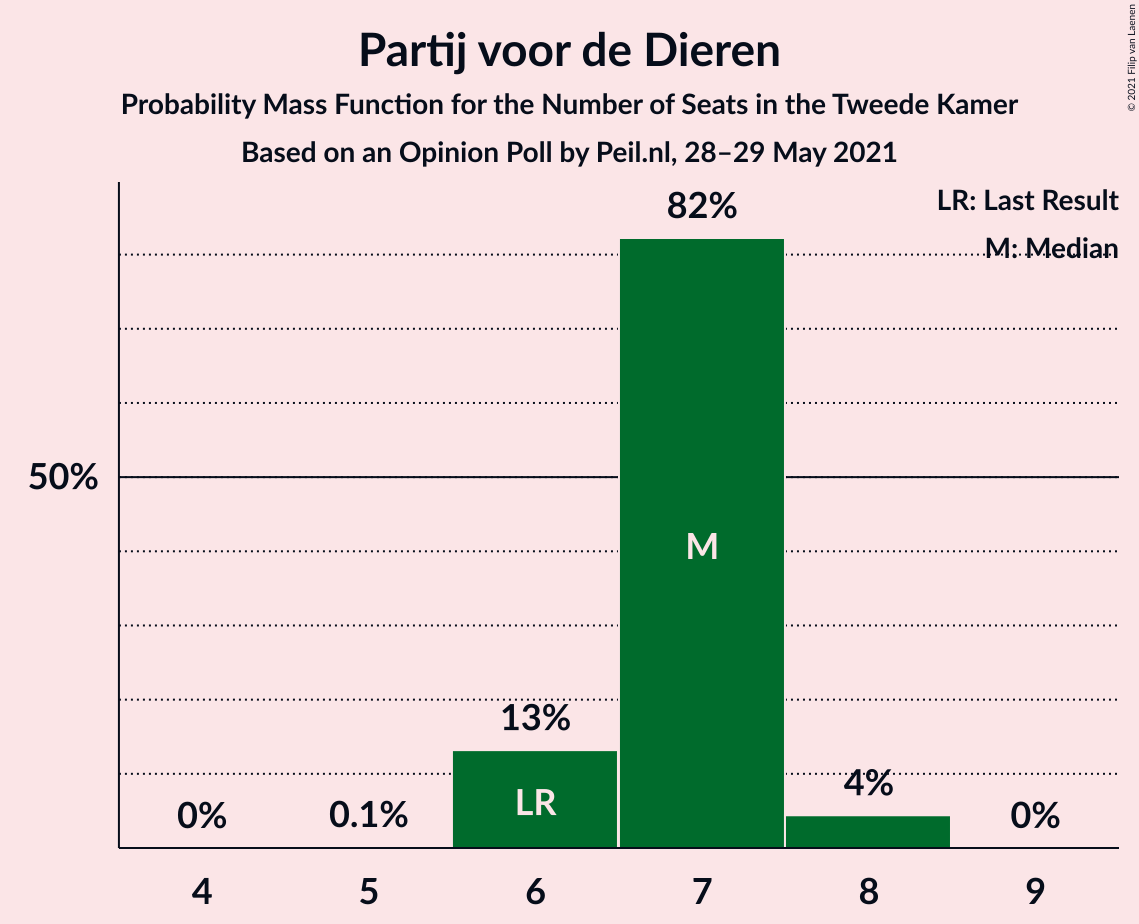 Partij voor de Dieren
Probability Mass Function for the Number of Seats in the Tweede Kamer
Based on an Opinion Poll by Peil.nl, 28–29 May 2021
© 2021 Filip van Laenen
LR: Last Result
M: Median
82%
50%
M
13%
LR
4%
0%
0.1%
0%
4
5
6
7
8
9